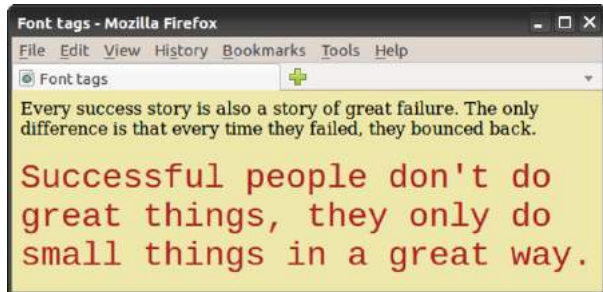 Font tags - Mozilla Firefox
File Edit View History Bookmarks Tools Help
Font tags
Every success story is also a story of great failure. The only
difference is that every time they failed, they bounced back.
Successful people don't do
great things, they only do
small things in a great way.